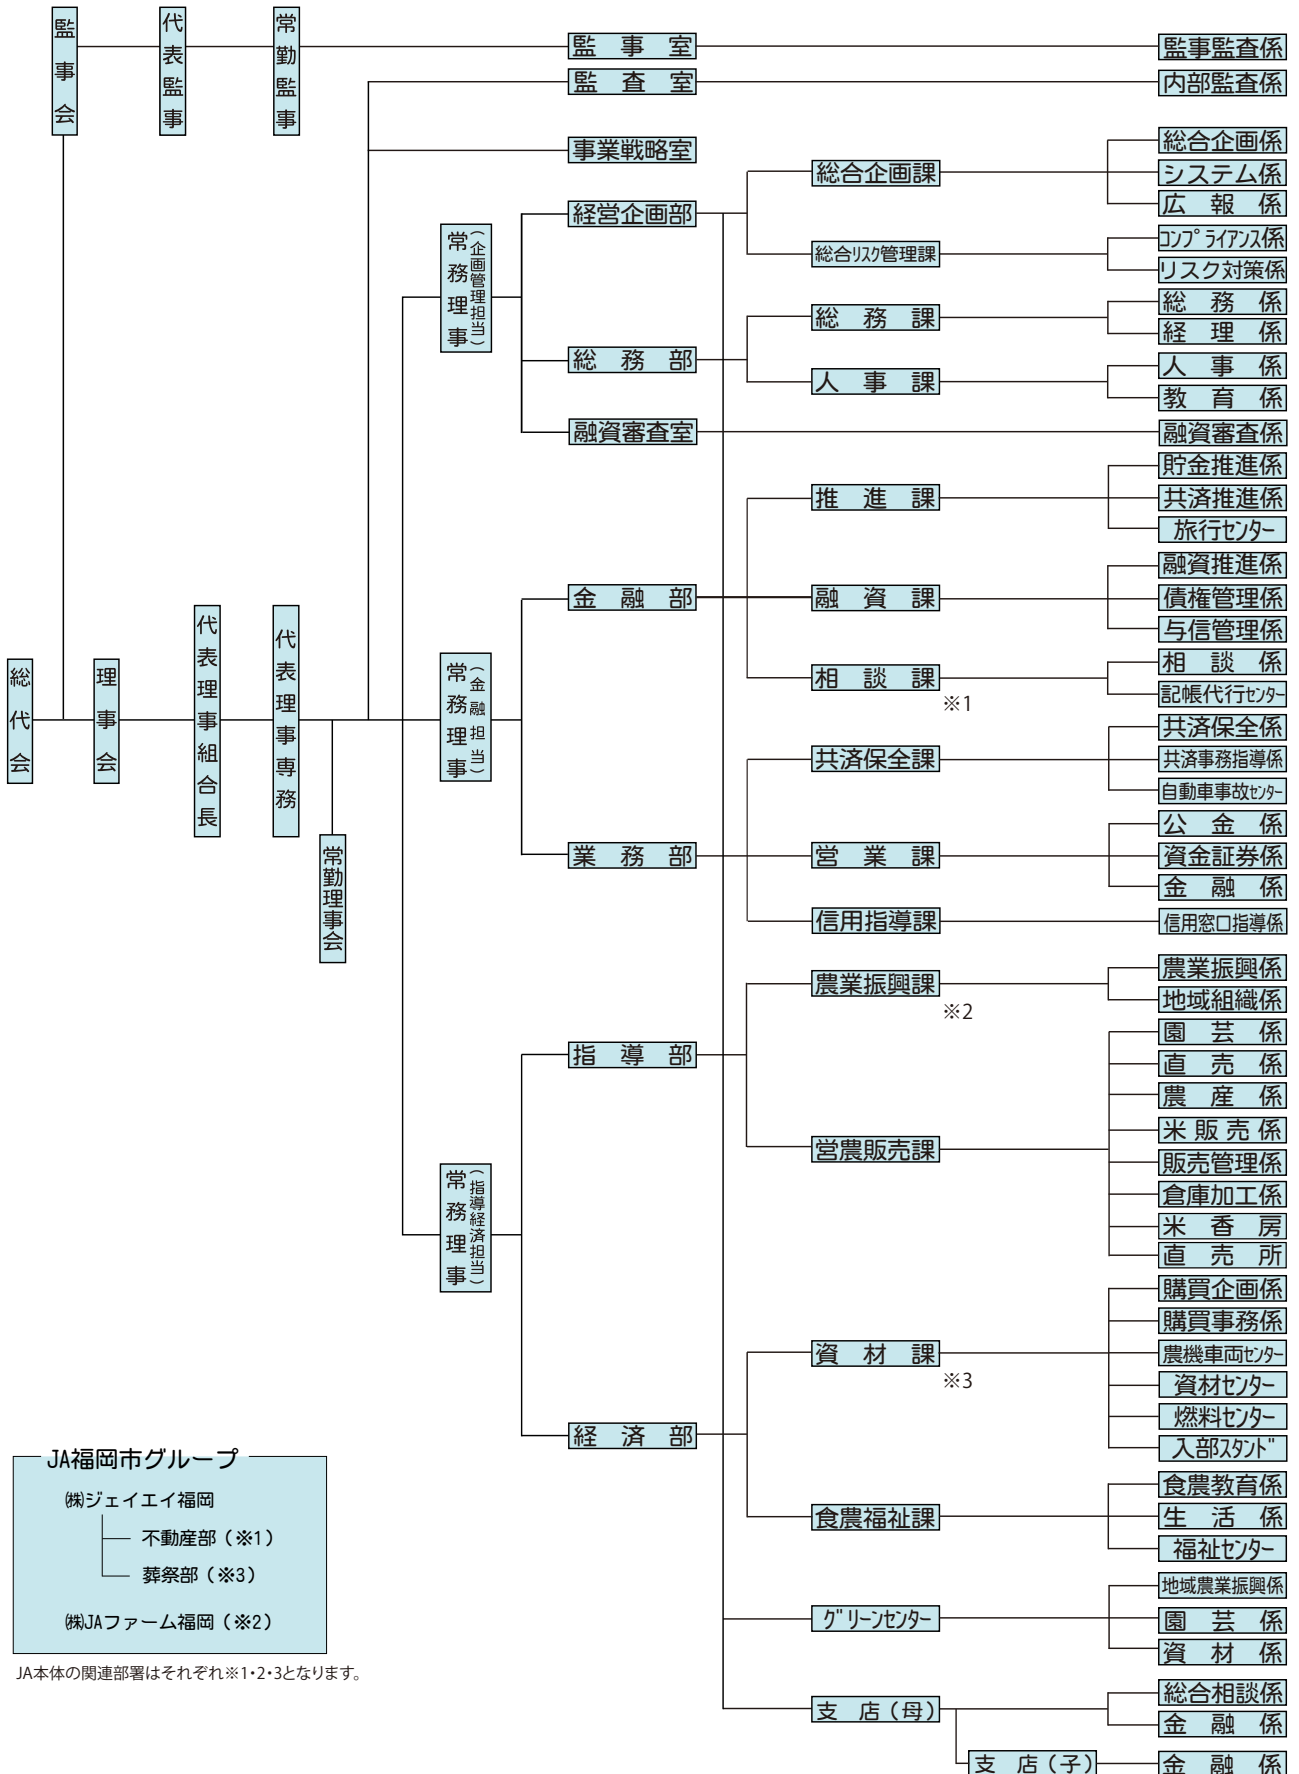 監事会
代表監事
常勤監事
監事室
監事監査係
監査室
内部監査係
事業戦略室
総合企画係
総合企画課
システム係
経営企画部
広報係
常務理事
(企画管理担当)
総合リスク管理課
コンプライアンス係
リスク対策係
総務部
総務課
総務係
経理係
人事課
人事係
教育係
融資審査室
融資審査係
推進課
貯金推進係
共済推進係
旅行センター
総代会
理事会
代表理事組合長
代表理事専務
常勤理事会
常務理事
(金融担当)
金融部
融資課
融資推進係
債権管理係
与信管理係
相談課
※1
相談係
記帳代行センター
業務部
共済保全課
共済保全係
共済事務指導係
自動車事故センター
営業課
公金係
資金証券係
金融係
信用指導課
信用窓口指導係
常務理事
(指導経済担当)
指導部
農業振興課
※2
農業振興係
地域組織係
営農販売課
園芸係
直売係
農産係
米販売係
販売管理係
倉庫加工係
米香房
直売所
経済部
資材課
※3
購買企画係
購買事務係
農機車両センター
資材センター
燃料センター
入部スタンド
食農福祉課
食農教育係
生活係
福祉センター
グリーンセンター
地域農業振興係
園芸係
資材係
支店(母)
総合相談係
金融係
支店(子)
金融係
JA福岡市グループ
㈱ジェイエイ福岡
不動産部(※1)
葬祭部(※3)
㈱JAファーム福岡(※2)
JA本体の関連部署はそれぞれ※1・2・3となります。